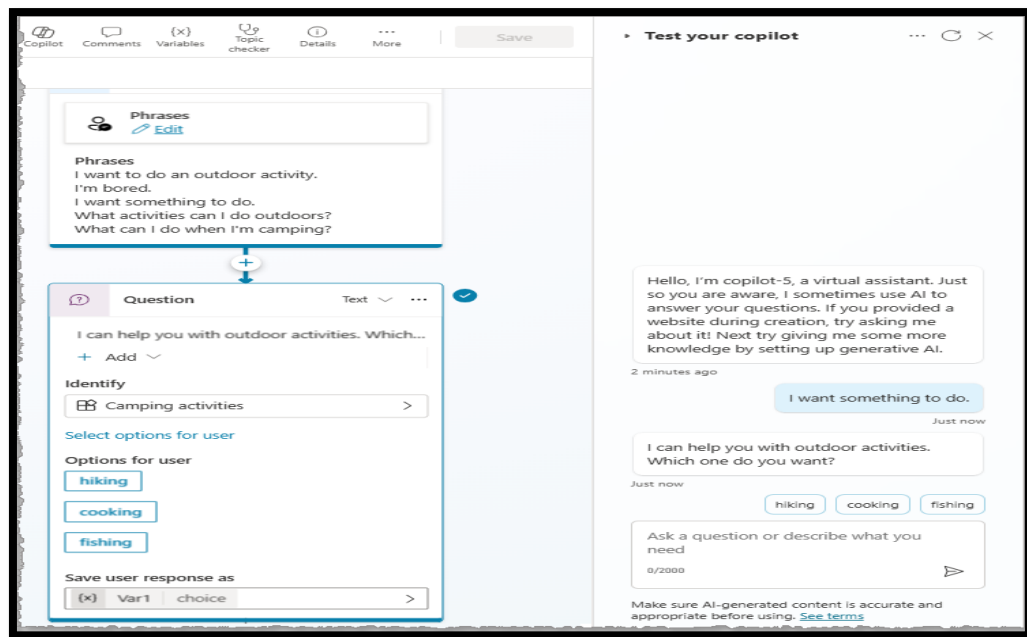 Copilot
Comments
Variables
Topic
checker
Details
More
Save
Phrases
Edit
Phrases
I want to do an outdoor activity.
I'm bored.
I want something to do.
What activities can I do outdoors?
What can I do when I'm camping?
Question
Text
I can help you with outdoor activities. Which...
Add
Identify
Camping activities
Select options for user
Options for user
hiking
cooking
fishing
Save user response as
{x} Var1 choice
Test your copilot
Hello, I'm copilot-5, a virtual assistant. Just
so you are aware, I sometimes use AI to
answer your questions. If you provided a
website during creation, try asking me
about it! Next try giving me some more
knowledge by setting up generative AI.
2 minutes ago
I want something to do.
Just now
I can help you with outdoor activities.
Which one do you want?
Just now
hiking cooking fishing
Ask a question or describe what you
need
0/2000
Make sure AI-generated content is accurate and
appropriate before using. See terms